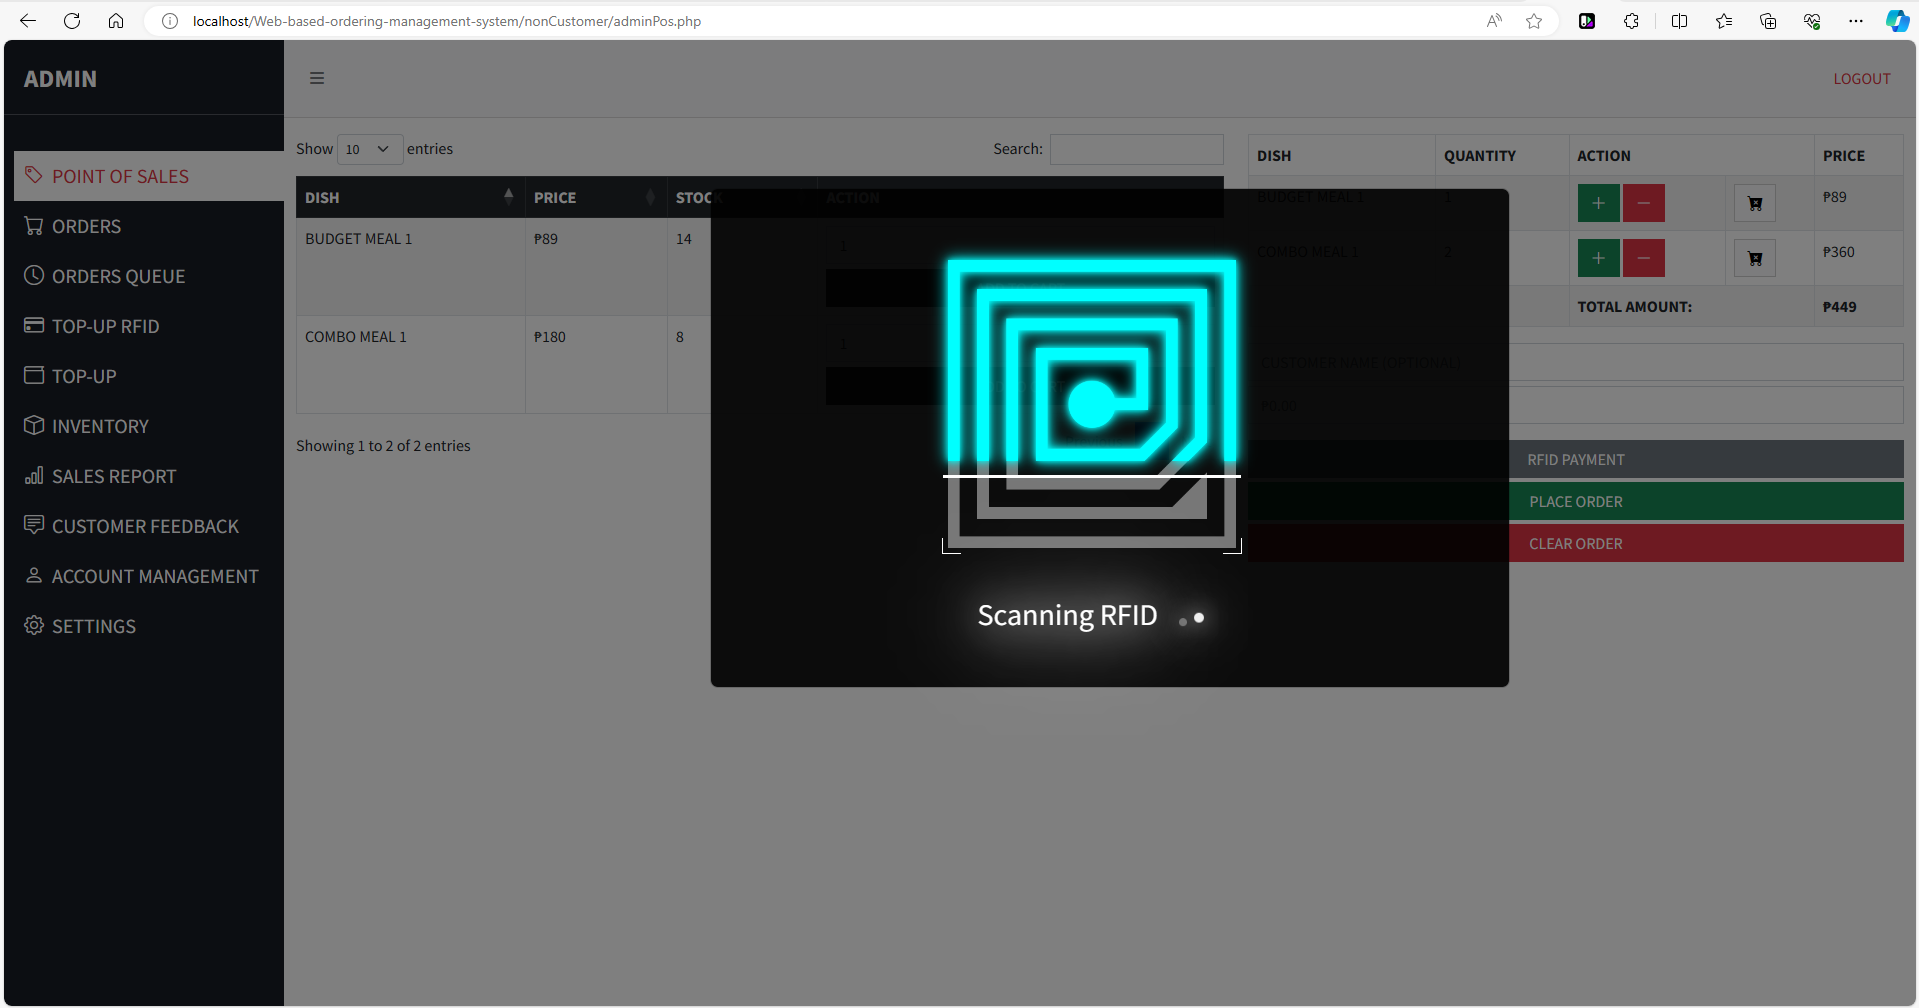 localhost/Web-based-ordering-management-system/nonCustomer/adminPos.php
ADMIN
LOGOUT
POINT OF SALES
ORDERS
ORDERS QUEUE
TOP-UP RFID
TOP-UP
INVENTORY
SALES REPORT
CUSTOMER FEEDBACK
ACCOUNT MANAGEMENT
SETTINGS
Show 10 entries
Search:
DISH PRICE STOCK ACTION
BUDGET MEAL 1 ₱89 14 1
COMBO MEAL 1 ₱180 8 1
Showing 1 to 2 of 2 entries
DISH QUANTITY ACTION PRICE
BUDGET MEAL 1 1 + − ₱89
COMBO MEAL 1 2 + − ₱360
TOTAL AMOUNT: ₱449
CUSTOMER NAME (OPTIONAL)
₱0.00
RFID PAYMENT
PLACE ORDER
CLEAR ORDER
Scanning RFID